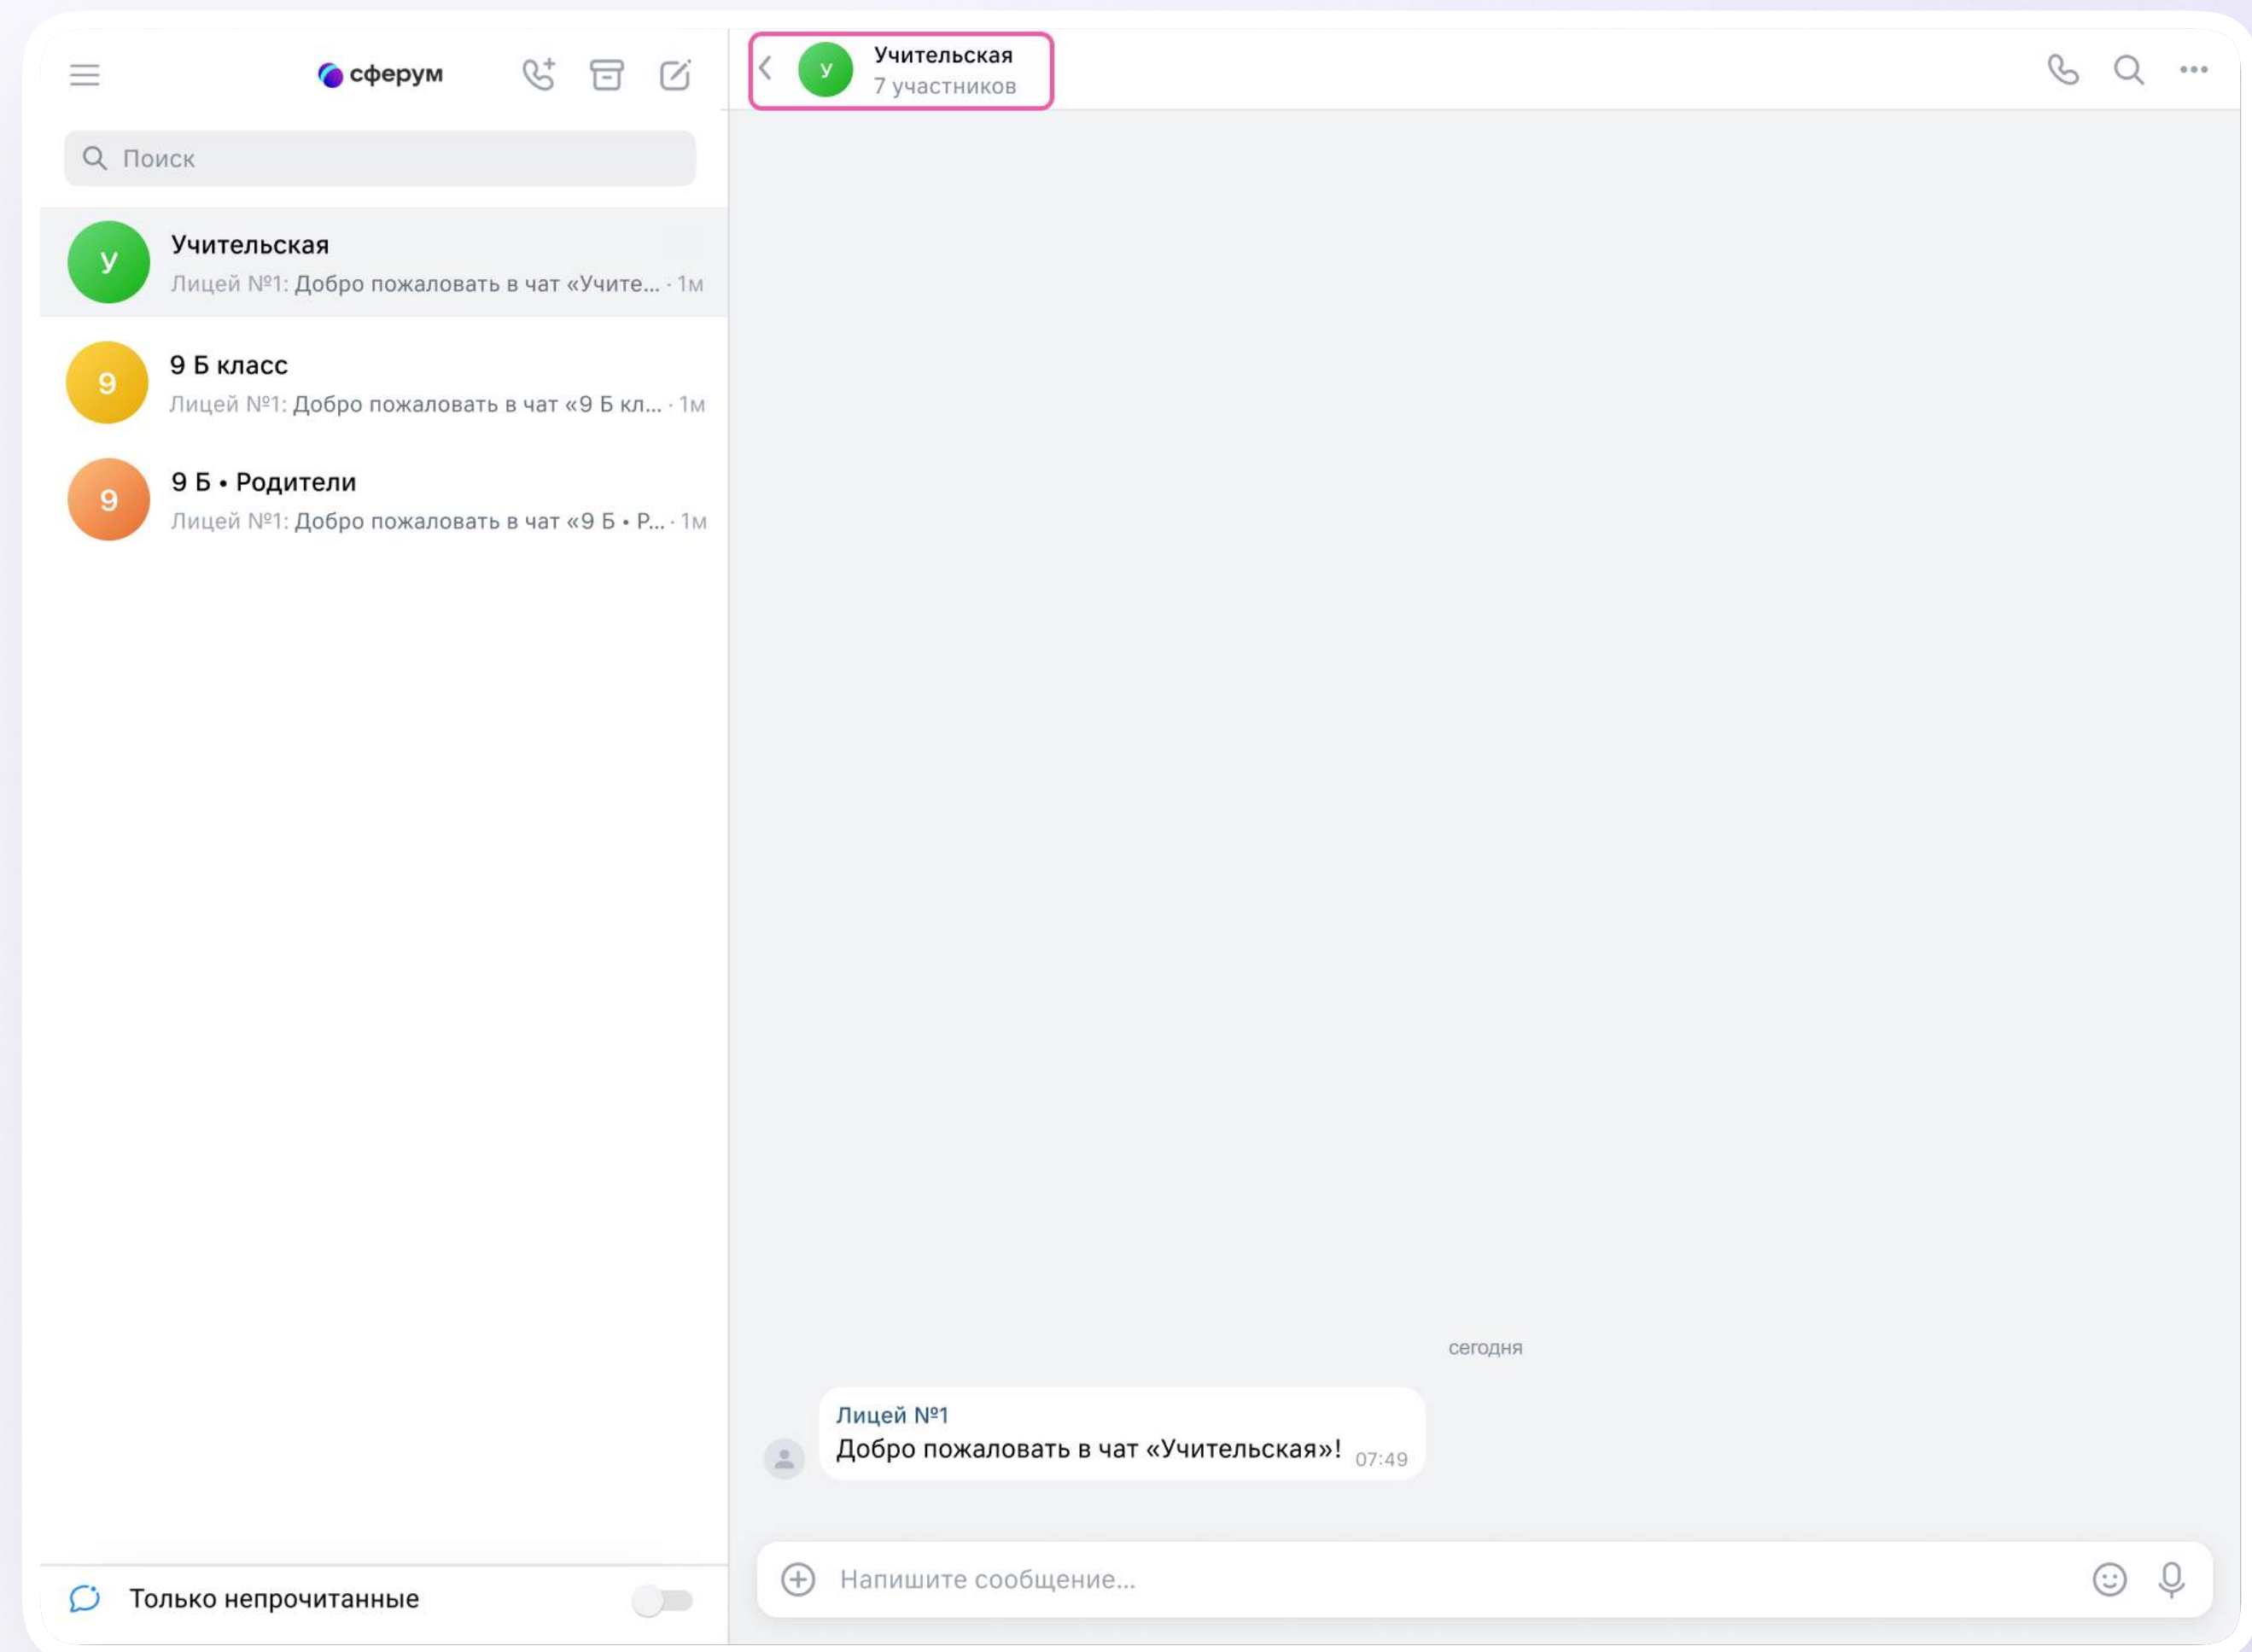 сферум
Поиск
У
Учительская
Лицей №1: Добро пожаловать в чат «Учите... · 1м
9
9 Б класс
Лицей №1: Добро пожаловать в чат «9 Б кл... · 1м
9
9 Б • Родители
Лицей №1: Добро пожаловать в чат «9 Б • Р... · 1м
Только непрочитанные
У
Учительская
7 участников
сегодня
Лицей №1
Добро пожаловать в чат «Учительская»! 07:49
Напишите сообщение...